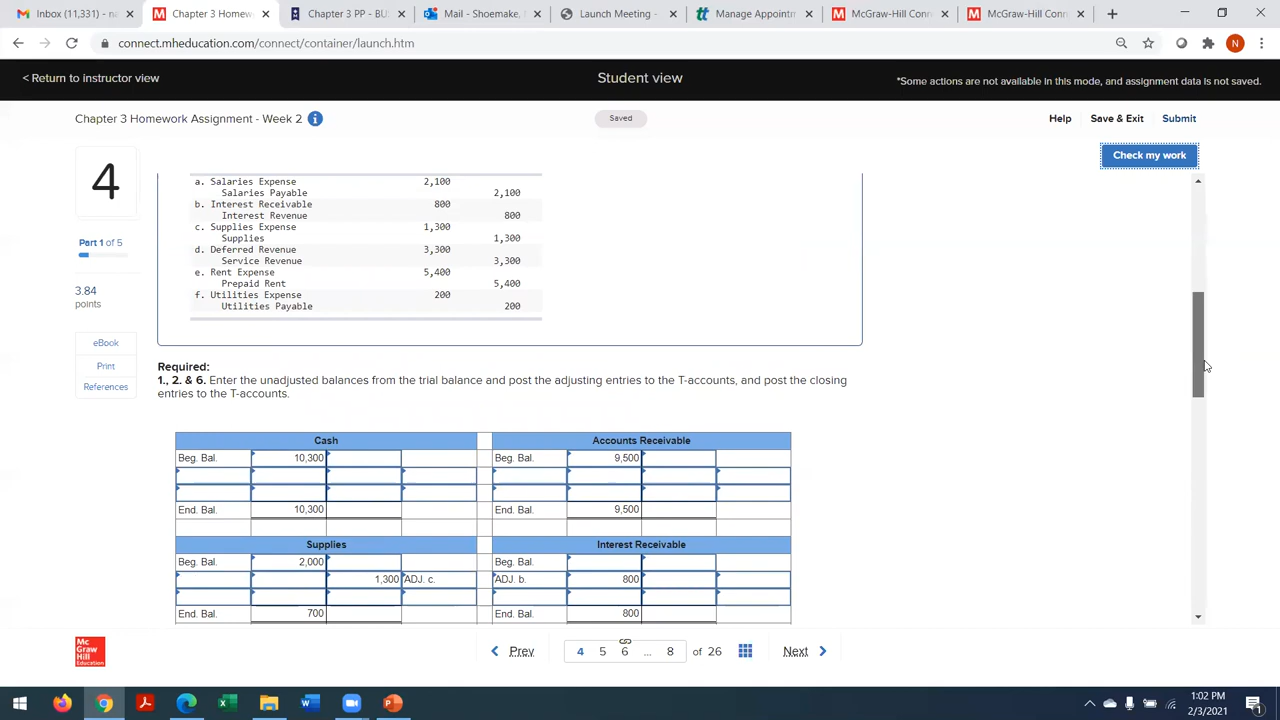 Inbox (11,331) - na
Chapter 3 Homew
Chapter 3 PP - BU
Mail - Shoemake,
Launch Meeting -
Manage Appointm
McGraw-Hill Conn
McGraw-Hill Conn
connect.mheducation.com/connect/container/launch.htm
N
< Return to instructor view
Student view
*Some actions are not available in this mode, and assignment data is not saved.
Chapter 3 Homework Assignment - Week 2
i
Saved
Help
Save & Exit
Submit
Check my work
4
Part 1 of 5
3.84
points
eBook
Print
References
a. Salaries Expense 2,100
Salaries Payable 2,100
b. Interest Receivable 800
Interest Revenue 800
c. Supplies Expense 1,300
Supplies 1,300
d. Deferred Revenue 3,300
Service Revenue 3,300
e. Rent Expense 5,400
Prepaid Rent 5,400
f. Utilities Expense 200
Utilities Payable 200
Required:
1., 2. & 6. Enter the unadjusted balances from the trial balance and post the adjusting entries to the T-accounts, and post the closing
entries to the T-accounts.
Cash Accounts Receivable
Beg. Bal. 10,300 Beg. Bal. 9,500
End. Bal. 10,300 End. Bal. 9,500
Supplies Interest Receivable
Beg. Bal. 2,000 Beg. Bal.
1,300 ADJ. c. ADJ. b. 800
End. Bal. 700 End. Bal. 800
Mc
Graw
Hill
Education
Prev
4 5 6 ... 8 of 26
Next
1:02 PM
2/3/2021
1